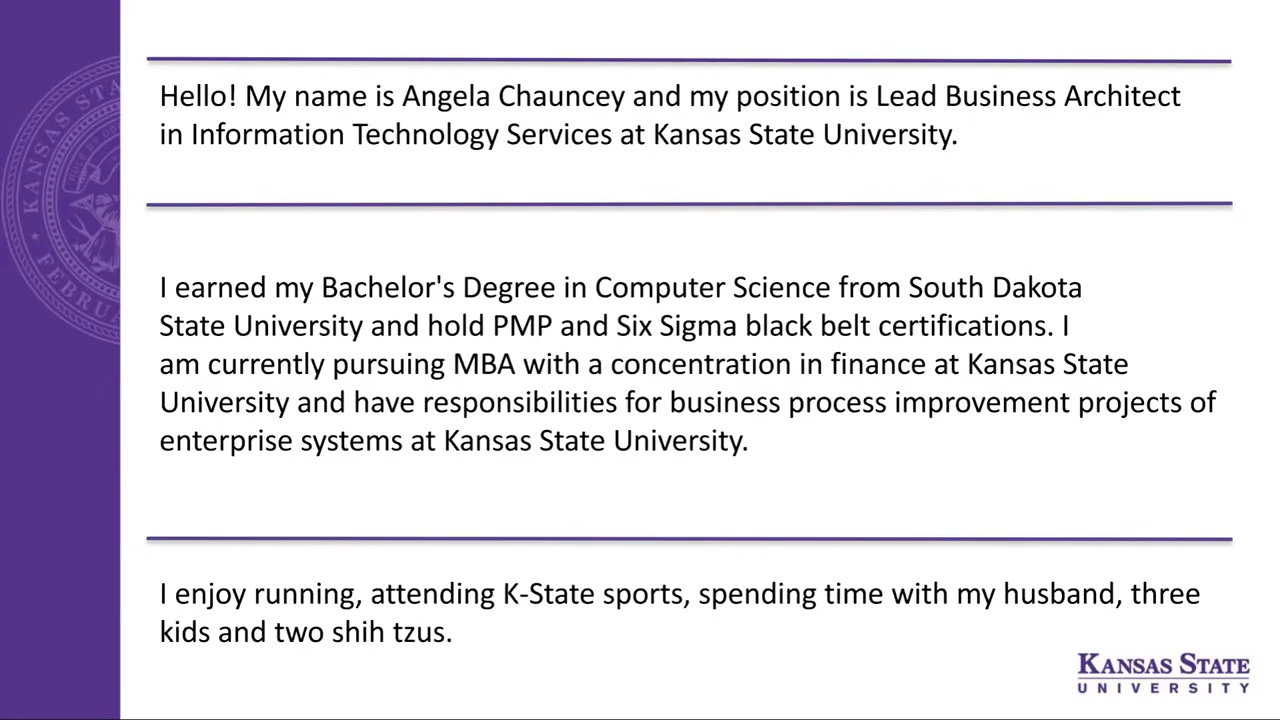 Hello! My name is Angela Chauncey and my position is Lead Business Architect
in Information Technology Services at Kansas State University.
I earned my Bachelor's Degree in Computer Science from South Dakota
State University and hold PMP and Six Sigma black belt certifications. I
am currently pursuing MBA with a concentration in finance at Kansas State
University and have responsibilities for business process improvement projects of
enterprise systems at Kansas State University.
I enjoy running, attending K-State sports, spending time with my husband, three
kids and two shih tzus.
KANSAS STATE
UNIVERSITY
KANSAS STA
FEBRU